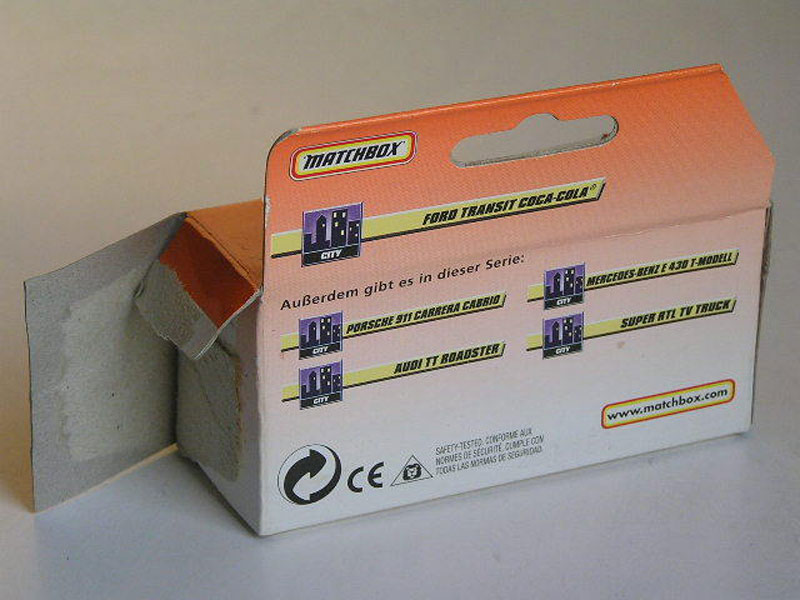 MATCHBOX
FORD TRANSIT COCA-COLA®
CITY
Außerdem gibt es in dieser Serie:
PORSCHE 911 CARRERA CABRIO
CITY
AUDI TT ROADSTER
CITY
MERCEDES-BENZ E 430 T-MODELL
CITY
SUPER RTL TV TRUCK
CITY
www.matchbox.com
CE
SAFETY-TESTED. CONFORME AUX
NORMES DE SÉCURITÉ. CUMPLE CON
TODAS LAS NORMAS DE SEGURIDAD.